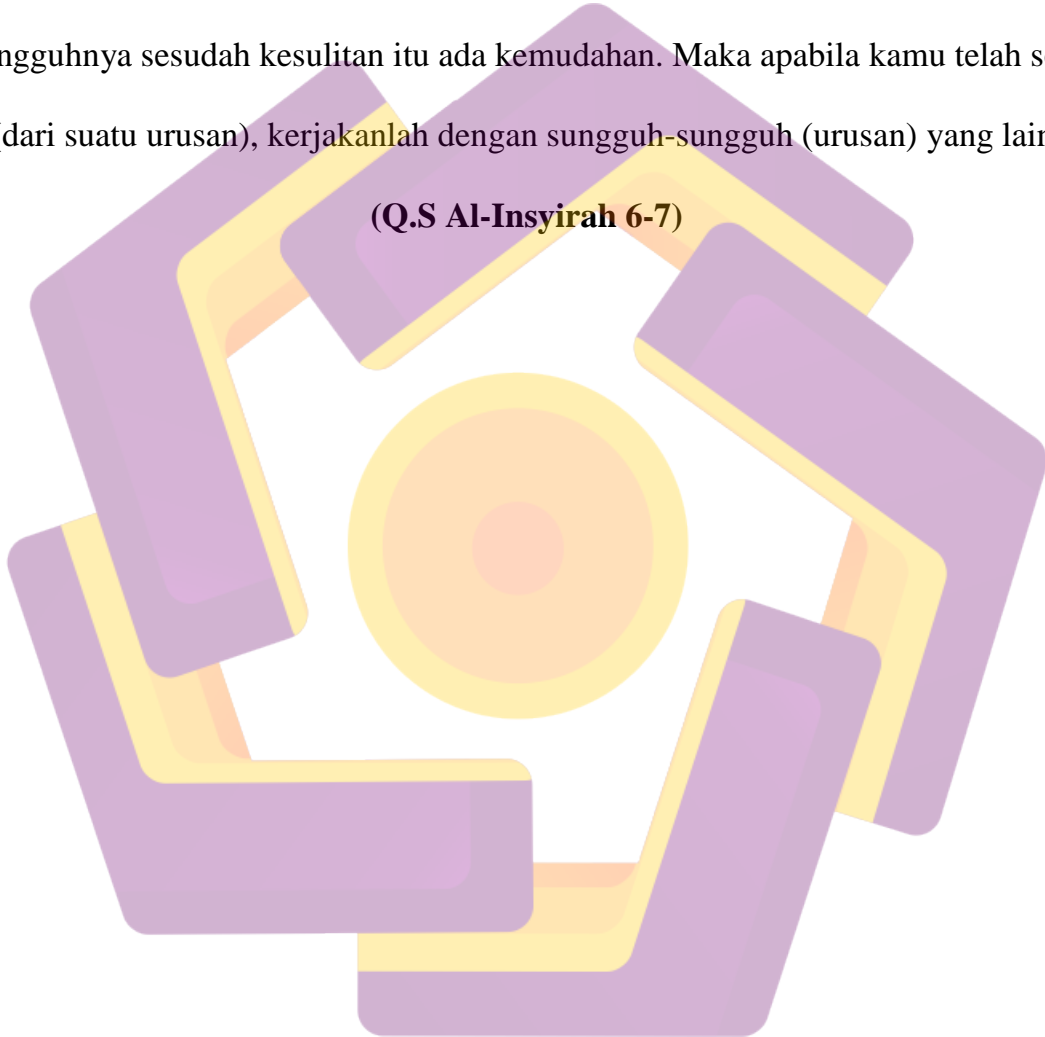 ngguhnya sesudah kesulitan itu ada kemudahan. Maka apabila kamu telah s
(dari suatu urusan), kerjakanlah dengan sungguh-sungguh (urusan) yang lain
(Q.S Al-Insyirah 6-7)